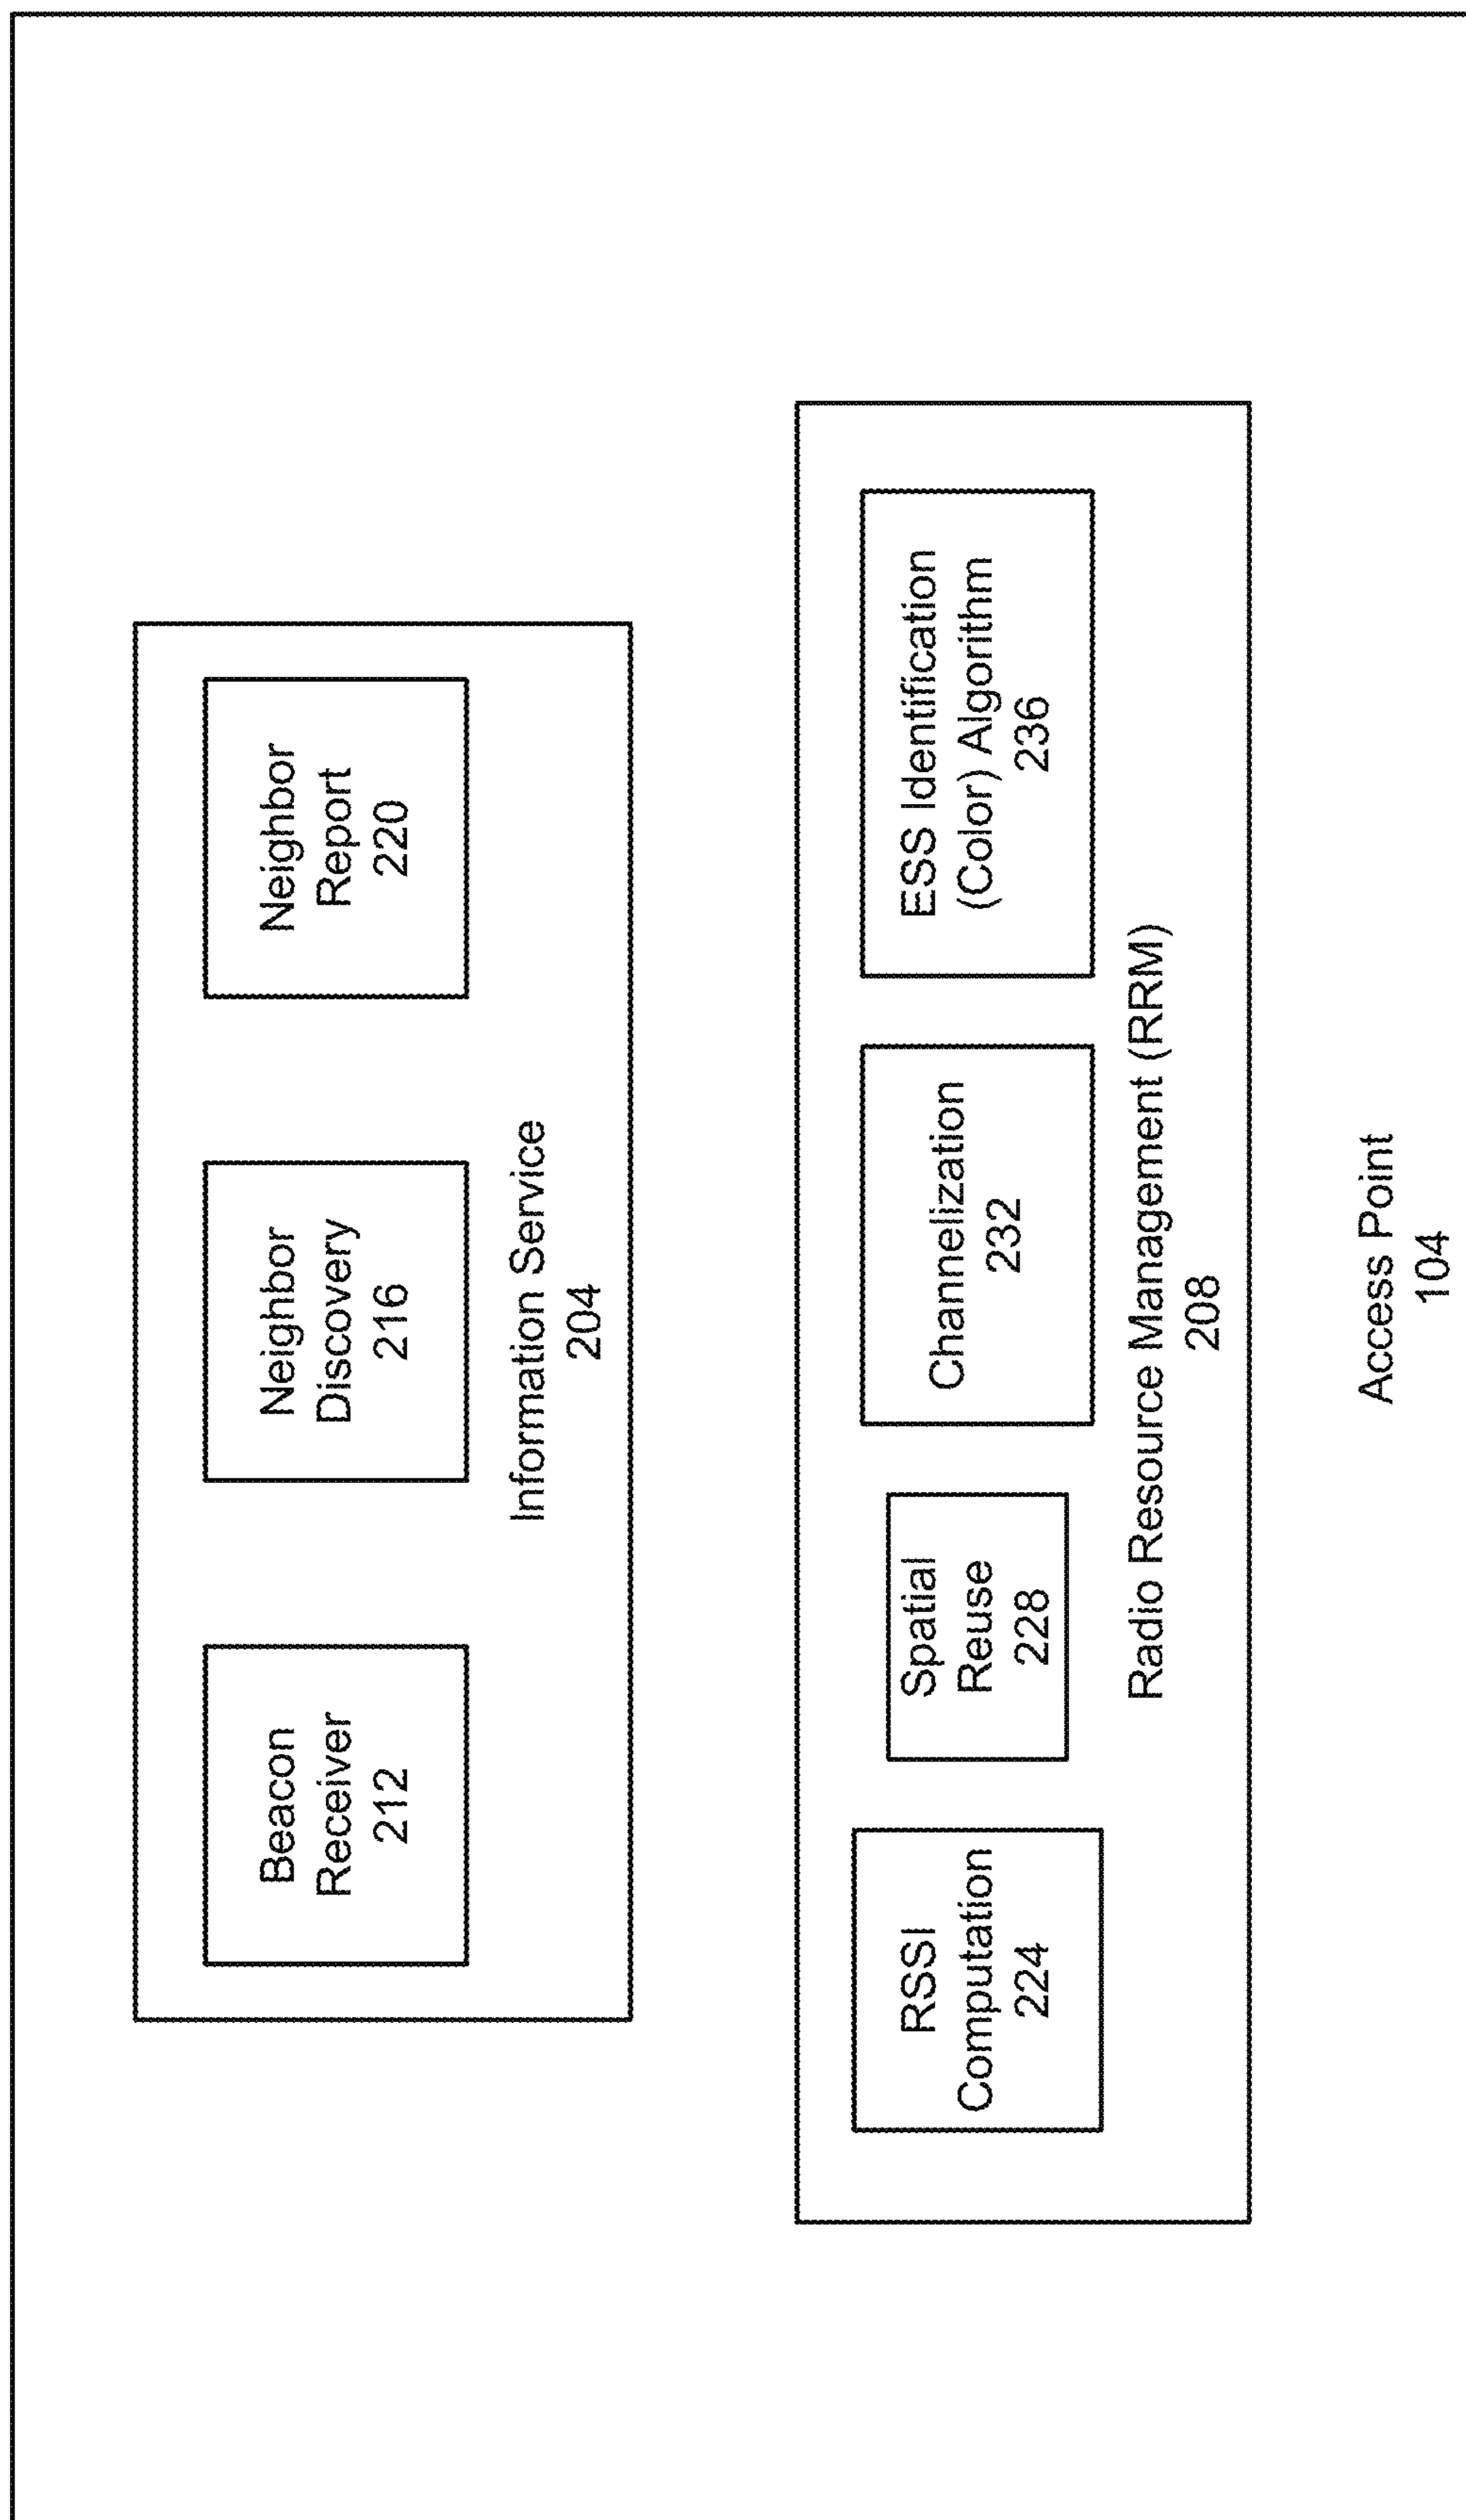 Beacon
Receiver
212
Neighbor
Discovery
216
Neighbor
Report
220
Information Service
204
RSSI
Computation
224
Spatial
Reuse
228
Channelization
232
ESS Identification
(Color) Algorithm
236
Radio Resource Management (RRM)
208
Access Point
104